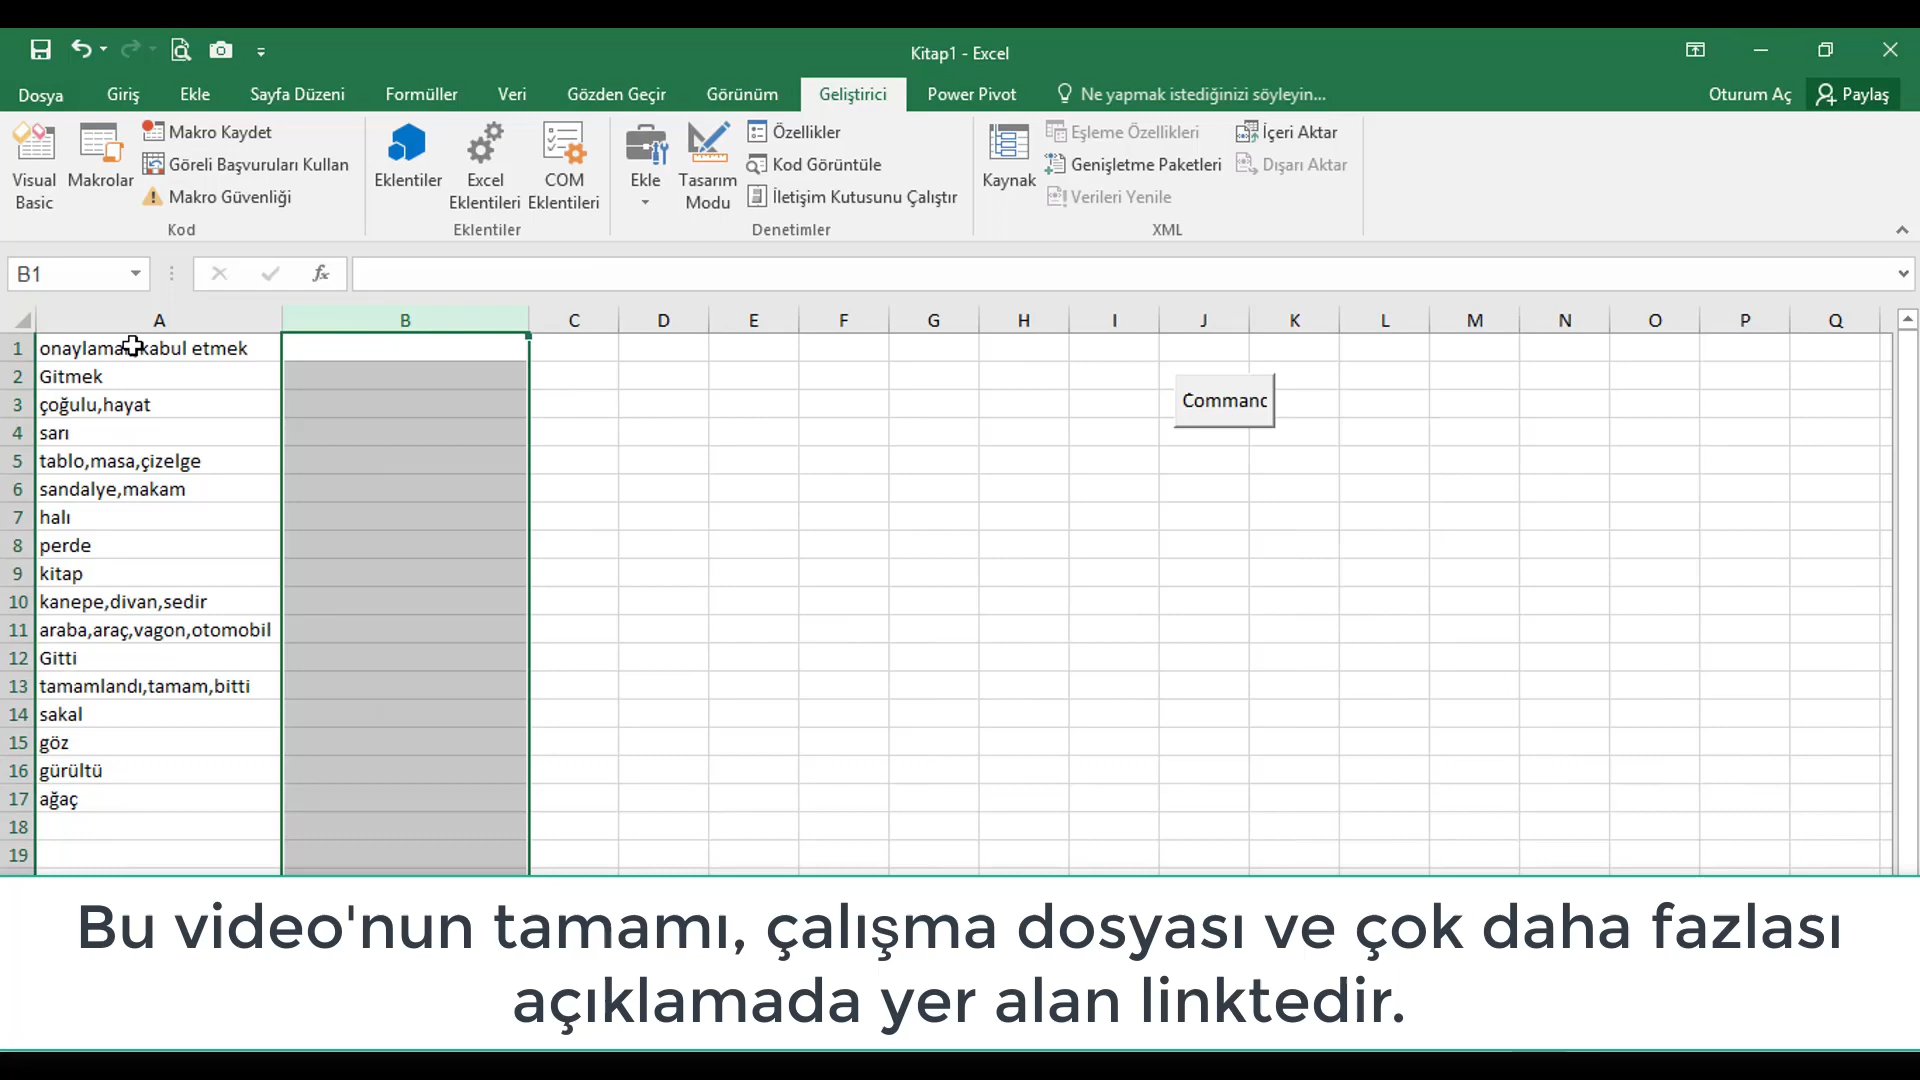 Kitap1 - Excel
Dosya Giriş Ekle Sayfa Düzeni Formüller Veri Gözden Geçir Görünüm Geliştirici Power Pivot Ne yapmak istediğinizi söyleyin... Oturum Aç Paylaş
Visual Basic
Makrolar
Makro Kaydet
Göreli Başvuruları Kullan
Makro Güvenliği
Kod
Eklentiler
Excel Eklentileri
COM Eklentileri
Eklentiler
Ekle
Tasarım Modu
Özellikler
Kod Görüntüle
İletişim Kutusunu Çalıştır
Denetimler
Kaynak
Eşleme Özellikleri
Genişletme Paketleri
Verileri Yenile
İçeri Aktar
Dışarı Aktar
XML
B1 fx
A B C D E F G H I J K L M N O P Q
1 kabul etmek
2 Gitmek
3 çoğulu,hayat
Commanc
4 sarı
5 tablo,masa,çizelge
6 sandalye,makam
7 halı
8 perde
9 kitap
10 kanepe,divan,sedir
11 araba,araç,vagon,otomobil
12 Gitti
13 tamamlandı,tamam,bitti
14 sakal
15 göz
16 gürültü
17 ağaç
18
19
Bu video'nun tamamı, çalışma dosyası ve çok daha fazlası
açıklamada yer alan linktedir.